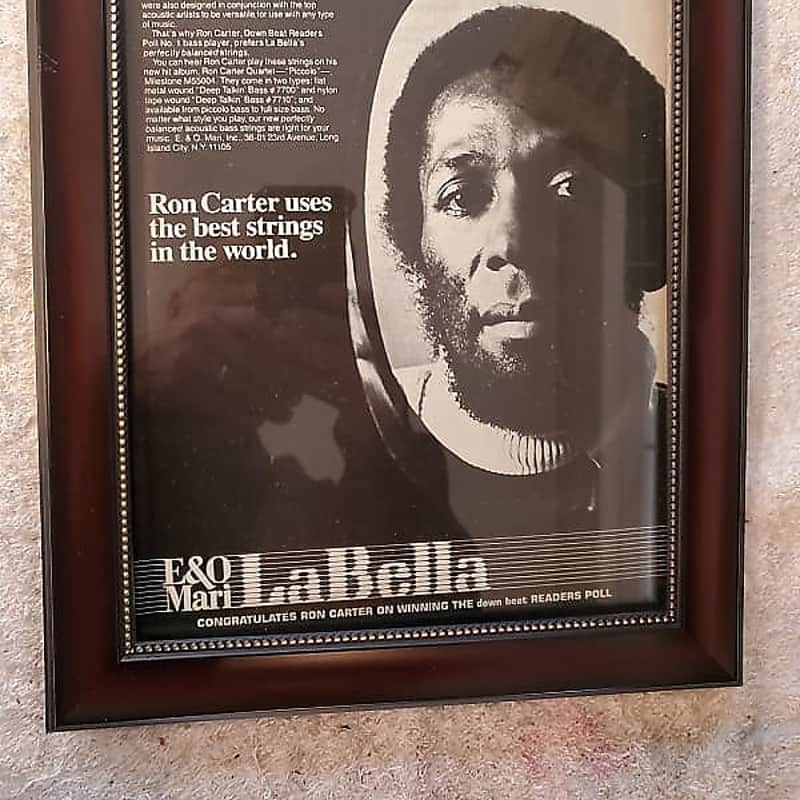 were also designed in conjunction with the top
acoustic artists to be versatile for use with any type
of music.
That's why Ron Carter, Down Beat Readers
Poll No. 1 bass player, prefers La Bella's
perfectly balanced strings.
You can hear Ron Carter play these strings on his
new hit album, Ron Carter Quartet—"Piccolo"—
Milestone M55004. They come in two types: flat
metal wound "Deep Talkin' Bass #7700" and nylon
tape wound "Deep Talkin' Bass #7710"; and
available from piccolo bass to full size bass. No
matter what style you play, our new perfectly
balanced acoustic bass strings are right for your
music. E. & O. Mari, Inc., 36-01 23rd Avenue, Long
Island City, N.Y. 11105
Ron Carter uses
the best strings
in the world.
E&O
Mari LaBella
CONGRATULATES RON CARTER ON WINNING THE down beat READERS POLL